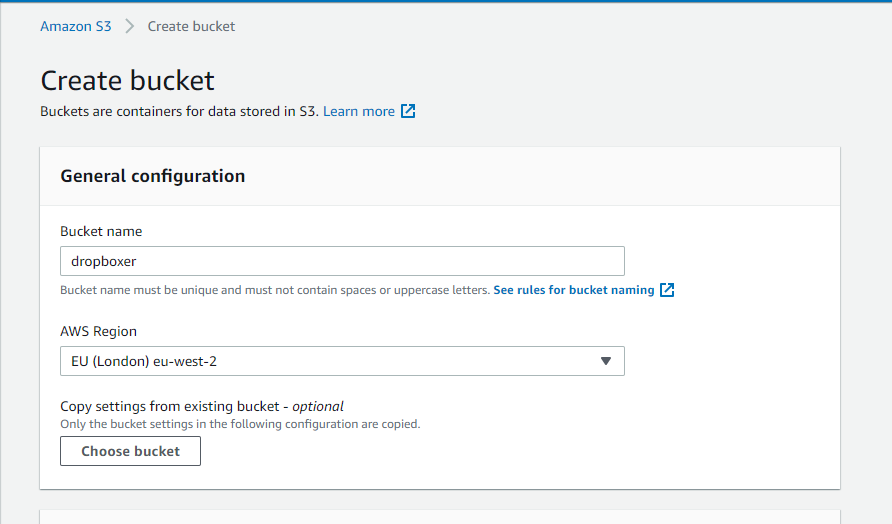 Amazon S3 > Create bucket
Create bucket
Buckets are containers for data stored in S3. Learn more
General configuration
Bucket name
dropboxer
Bucket name must be unique and must not contain spaces or uppercase letters. See rules for bucket naming
AWS Region
EU (London) eu-west-2
Copy settings from existing bucket - optional
Only the bucket settings in the following configuration are copied.
Choose bucket